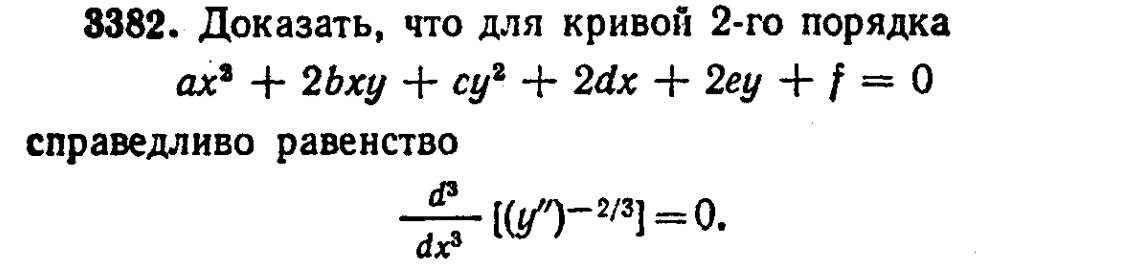 3382. Доказать, что для кривой 2-го порядка
ax² + 2bxy + cy² + 2dx + 2ey + f = 0
справедливо равенство
d³/dx³ [(y″)^{−2/3}] = 0.